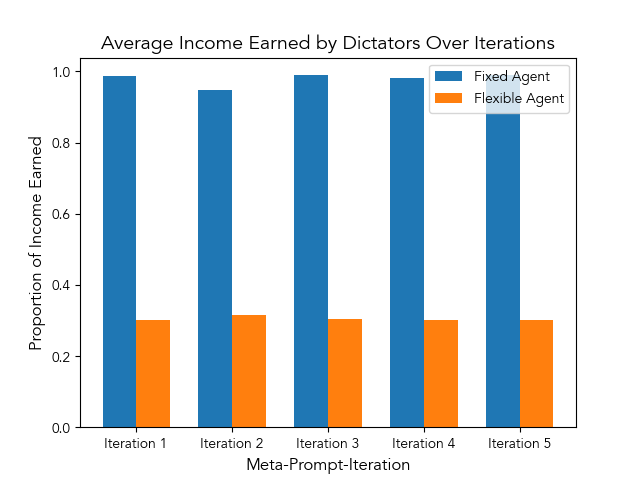 Average Income Earned by Dictators Over Iterations
Fixed Agent
Flexible Agent
1.0
0.8
0.6
0.4
0.2
0.0
Proportion of Income Earned
Iteration 1
Iteration 2
Iteration 3
Iteration 4
Iteration 5
Meta-Prompt-Iteration